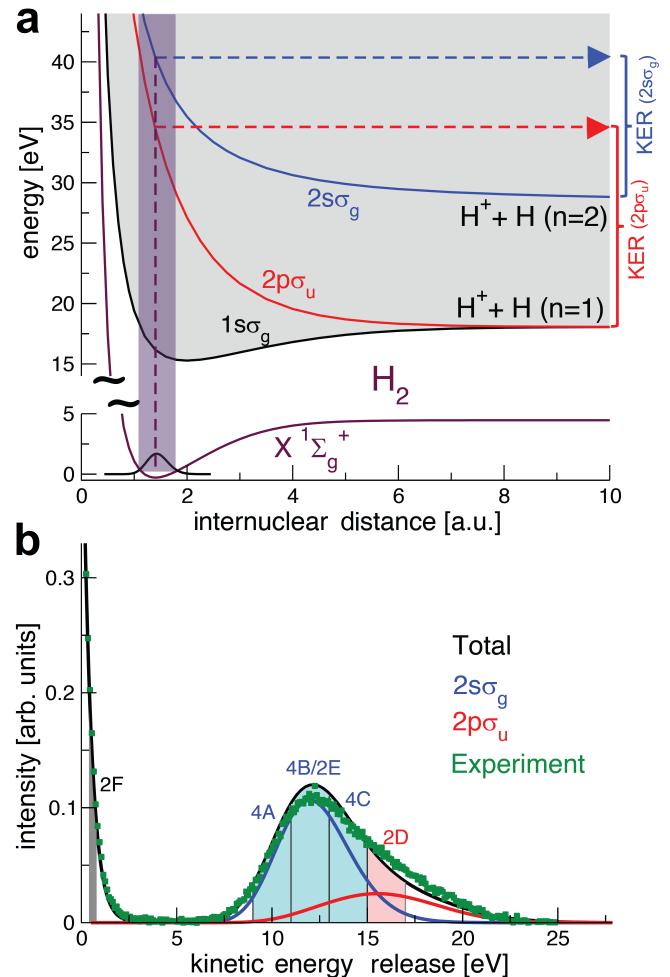 a
energy [eV]
40
35
30
25
20
15
5
0
2sσg
2pσu
1sσg
H⁺+ H (n=2)
H⁺+ H (n=1)
KER (2sσg)
KER (2pσu)
H₂
X ¹Σg⁺
0 2 4 6 8 10
internuclear distance [a.u.]
b
intensity [arb. units]
0.3
0.2
0.1
0
2F
4A
4B/2E
4C
2D
Total
2sσg
2pσu
Experiment
0 5 10 15 20 25
kinetic energy release [eV]